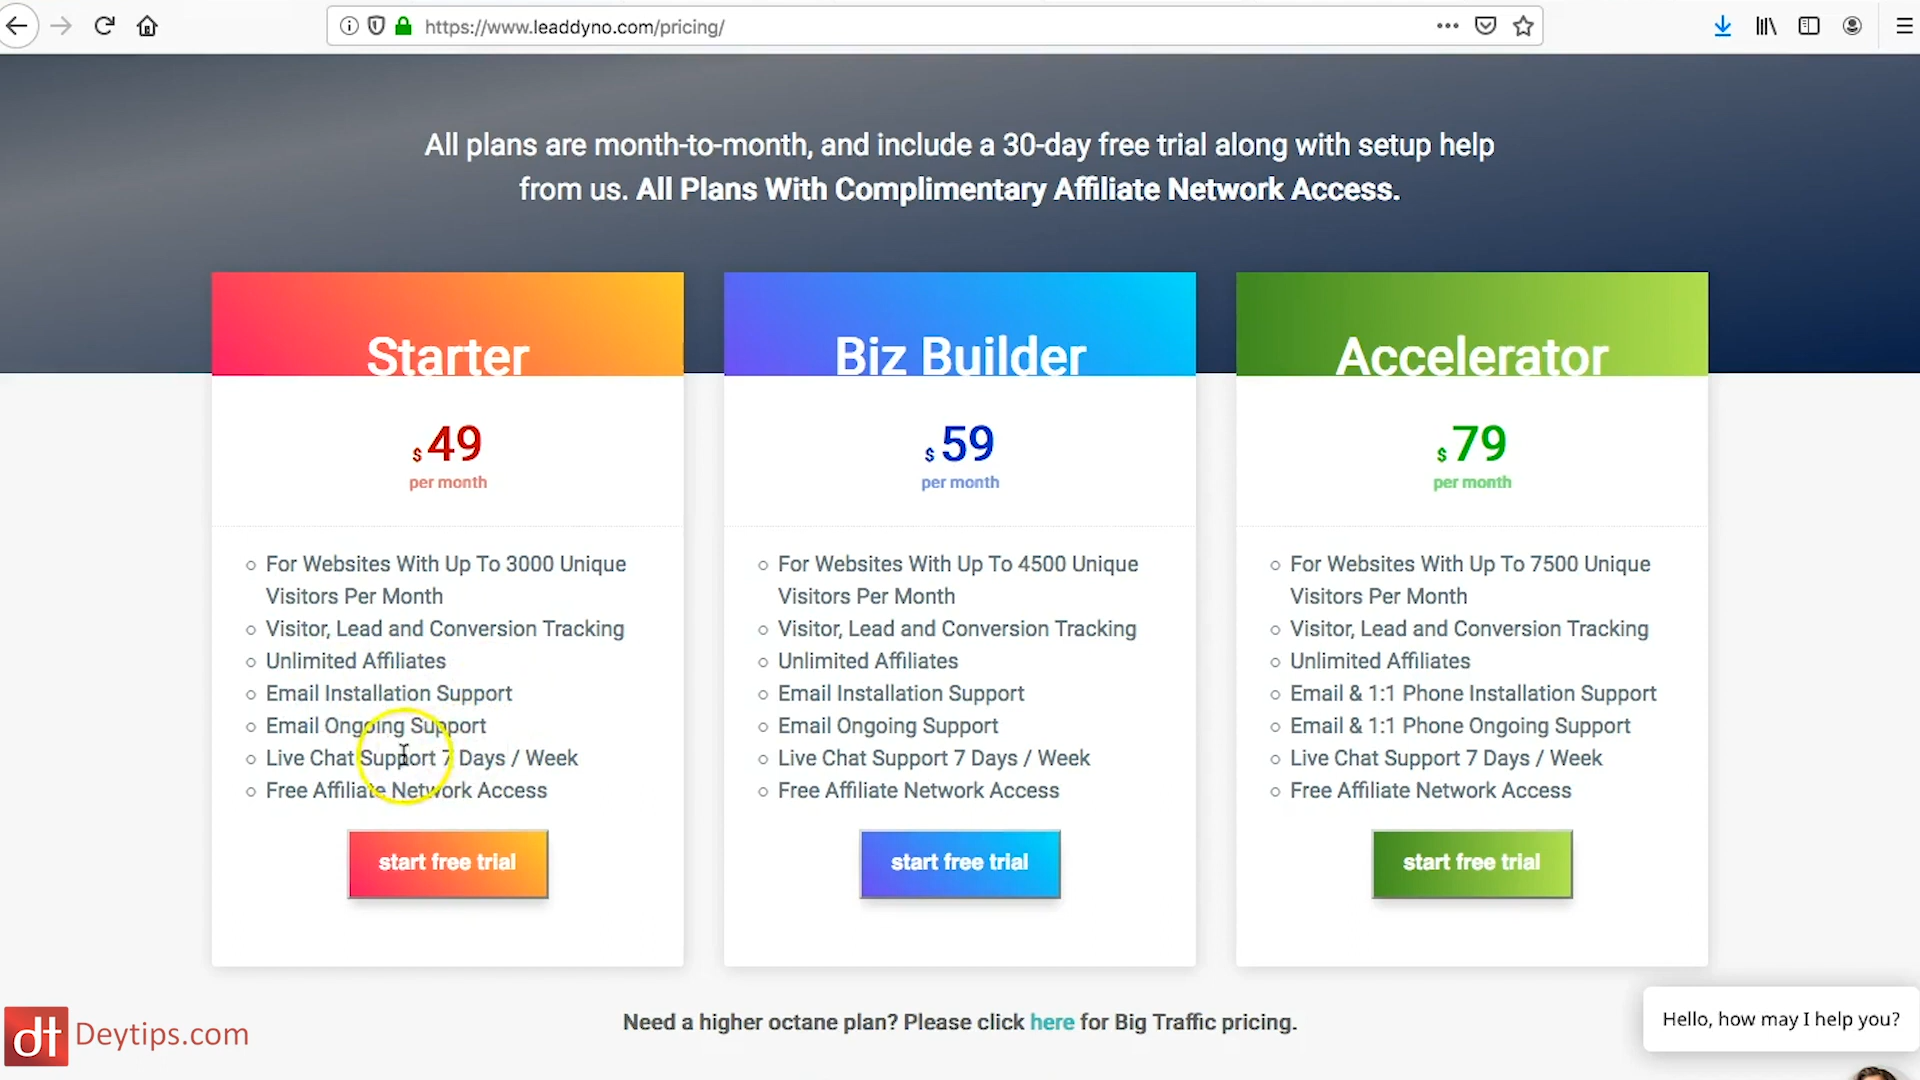 https://www.leaddyno.com/pricing/
All plans are month-to-month, and include a 30-day free trial along with setup help
from us. All Plans With Complimentary Affiliate Network Access.
Starter
$49
per month
For Websites With Up To 3000 Unique
Visitors Per Month
Visitor, Lead and Conversion Tracking
Unlimited Affiliates
Email Installation Support
Email Ongoing Support
Live Chat Support 7 Days / Week
Free Affiliate Network Access
start free trial
Biz Builder
$59
per month
For Websites With Up To 4500 Unique
Visitors Per Month
Visitor, Lead and Conversion Tracking
Unlimited Affiliates
Email Installation Support
Email Ongoing Support
Live Chat Support 7 Days / Week
Free Affiliate Network Access
start free trial
Accelerator
$79
per month
For Websites With Up To 7500 Unique
Visitors Per Month
Visitor, Lead and Conversion Tracking
Unlimited Affiliates
Email & 1:1 Phone Installation Support
Email & 1:1 Phone Ongoing Support
Live Chat Support 7 Days / Week
Free Affiliate Network Access
start free trial
Need a higher octane plan? Please click here for Big Traffic pricing.
Hello, how may I help you?
dt Deytips.com